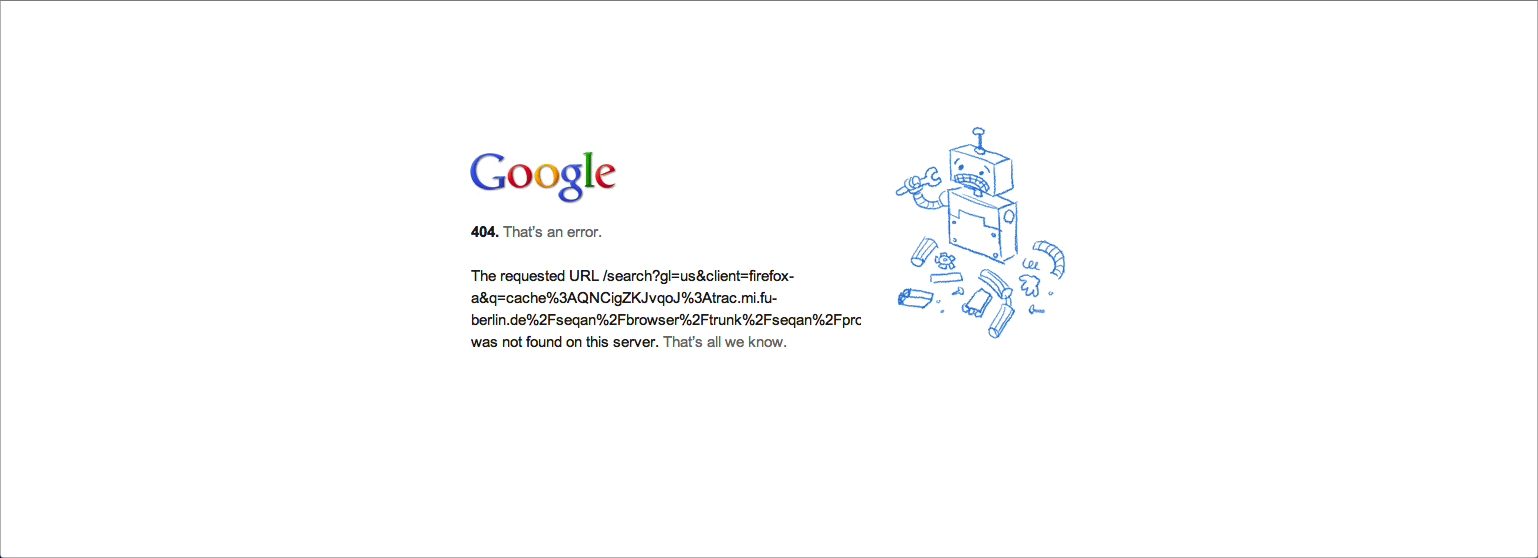 Google
404. That's an error.
The requested URL /search?gl=us&client=firefox-
a&q=cache%3AQNCigZKJvqoJ%3Atrac.mi.fu-
berlin.de%2Fseqan%2Fbrowser%2Ftrunk%2Fseqan%2Fprc
was not found on this server. That's all we know.